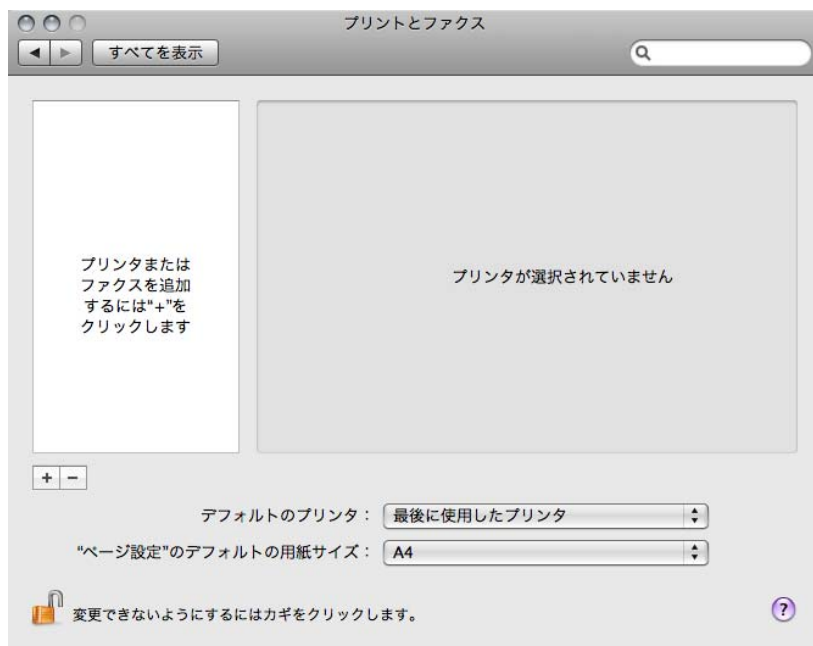 プリントとファクス
すべてを表示
プリンタまたは
ファクスを追加
するには“+”を
クリックします
プリンタが選択されていません
+ −
デフォルトのプリンタ： 最後に使用したプリンタ
“ページ設定”のデフォルトの用紙サイズ： A4
変更できないようにするにはカギをクリックします。
?